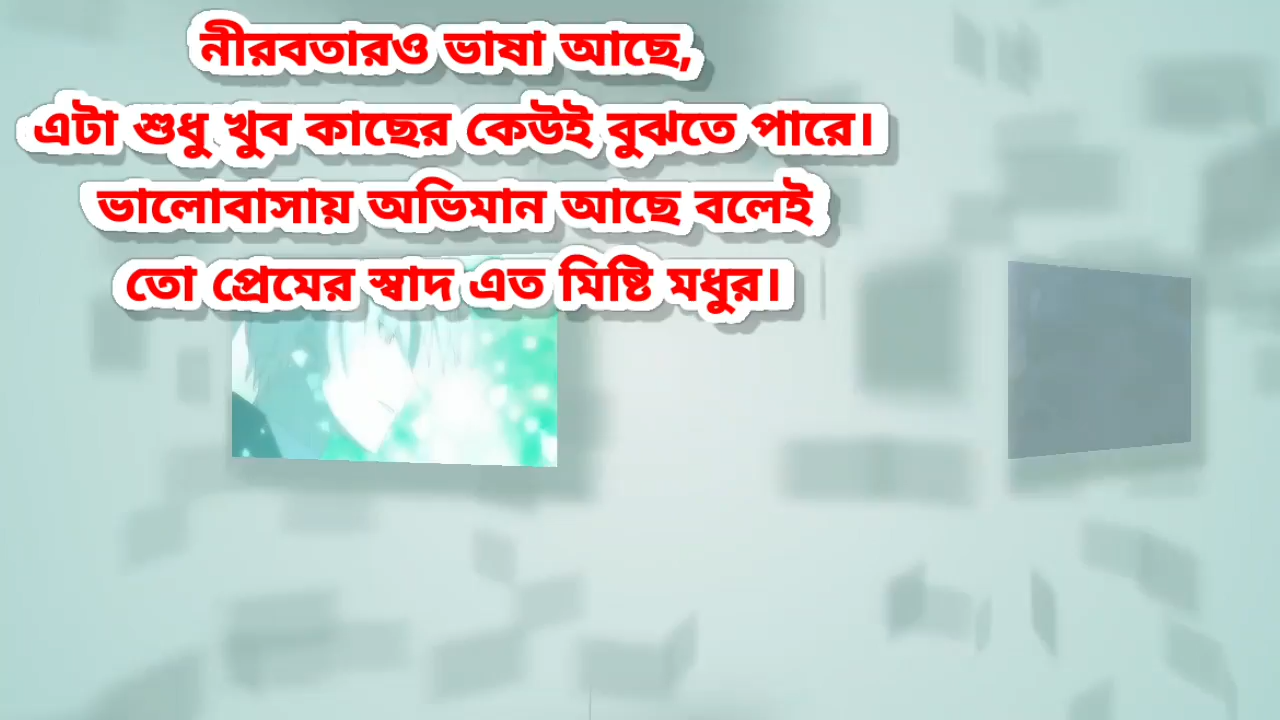 নীরবতারও ভাষা আছে,
এটা শুধু খুব কাছের কেউই বুঝতে পারে।
ভালোবাসায় অভিমান আছে বলেই
তো প্রেমের স্বাদ এত মিষ্টি মধুর।